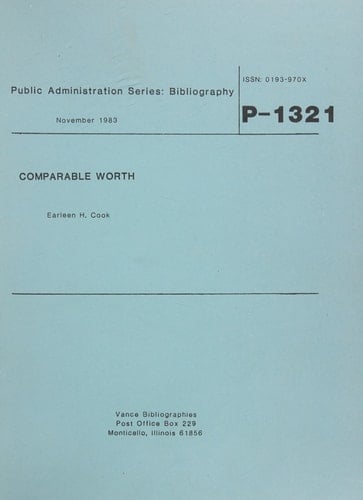 ISSN: 0193-970X
Public Administration Series: Bibliography
P-1321
November 1983
COMPARABLE WORTH
Earleen H. Cook
Vance Bibliographies
Post Office Box 229
Monticello, Illinois 61856